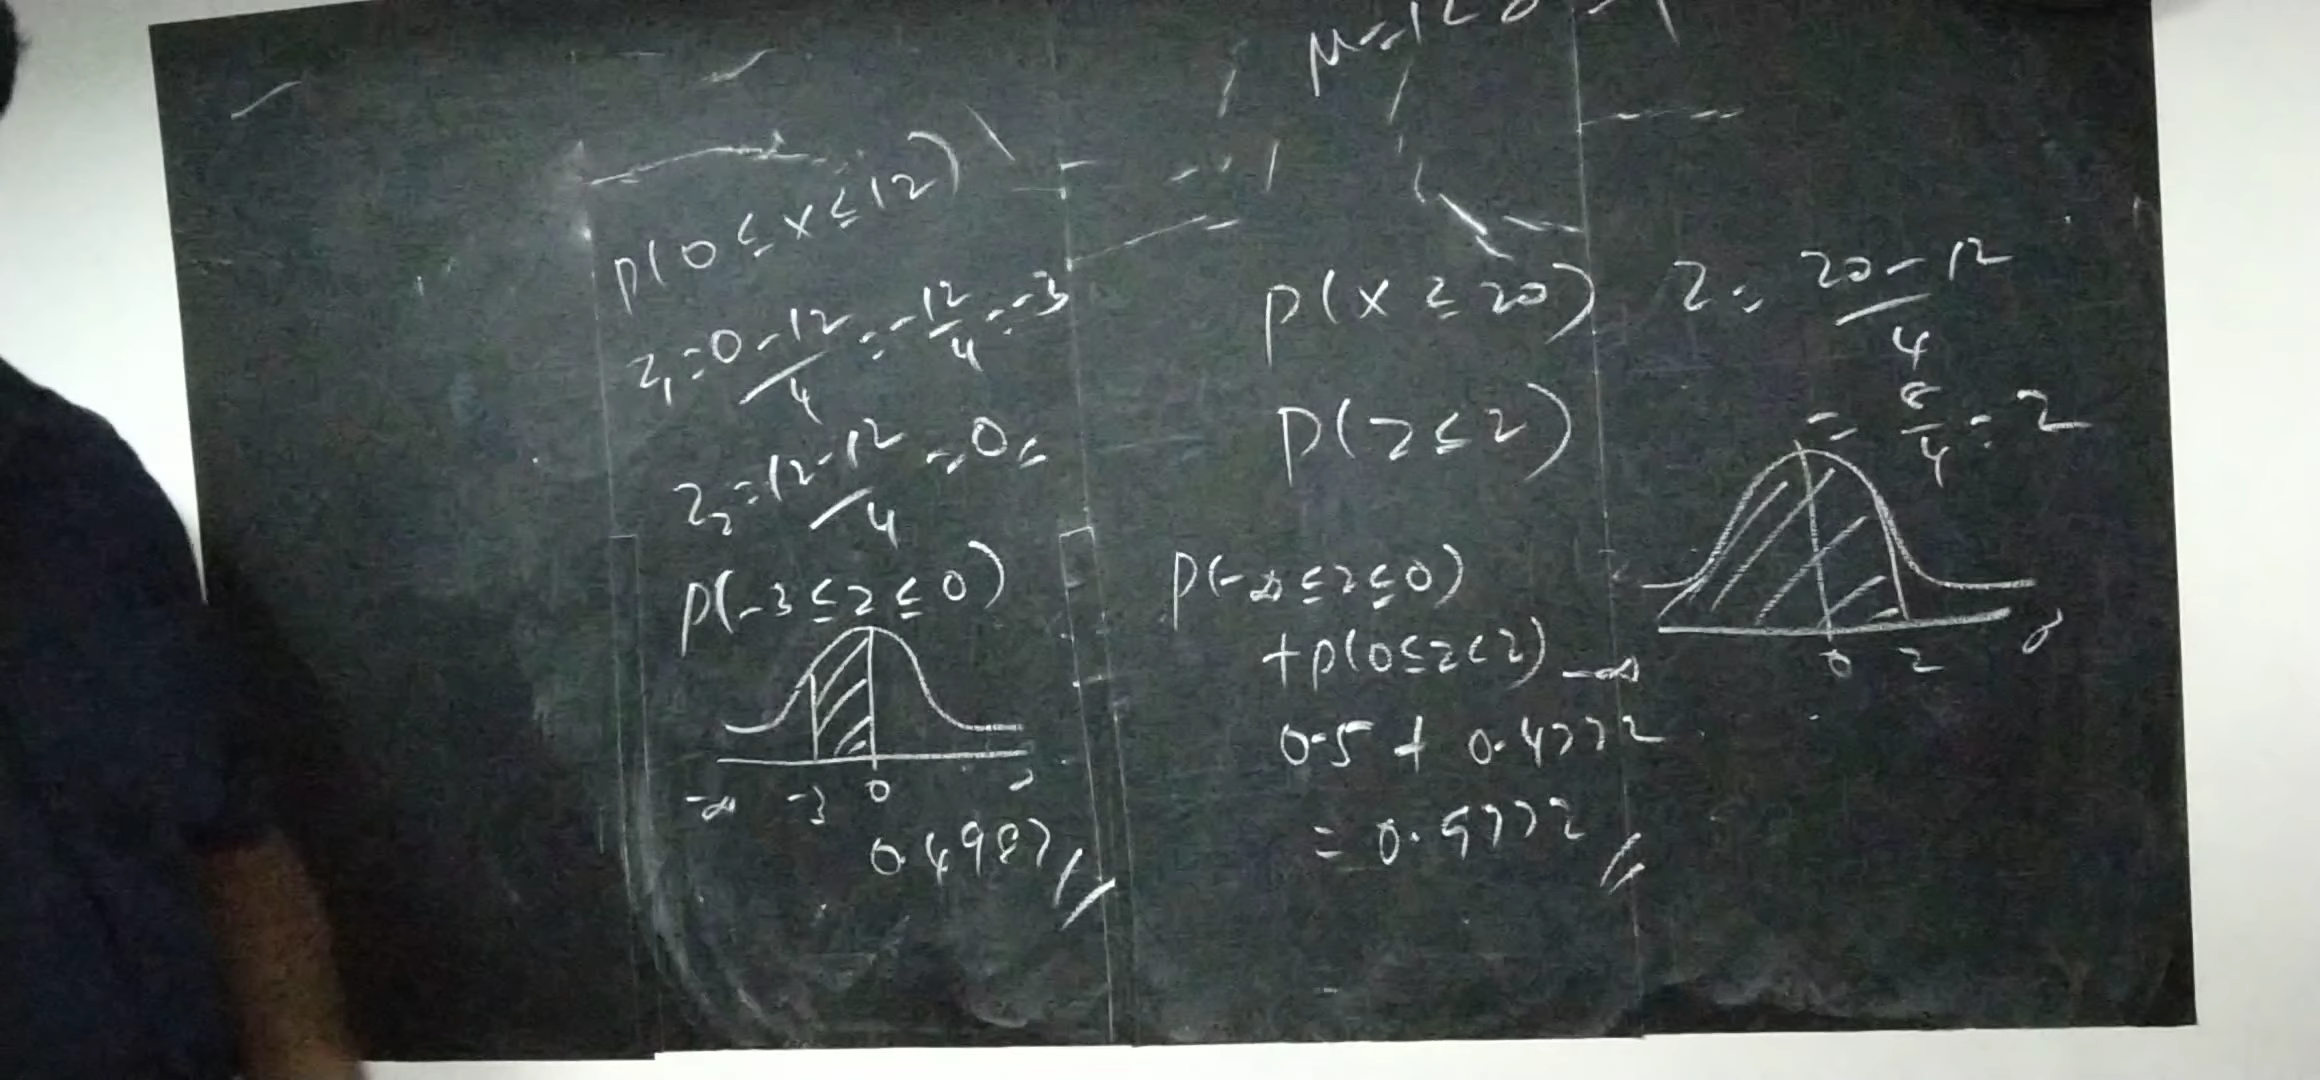 μ=12
P(0 ≤ x ≤ 12)
z₁ = 0-12/4 = -12/4 = -3
z₂ = 12-12/4 = 0
P(-3 ≤ z ≤ 0)
-∞ -3 0
0.4987 //
P(x ≥ 20)
P(z ≤ 2)
P(-∞ ≤ z ≤ 0)
+ P(0 ≤ z ≤ 2)
0.5 + 0.4772
= 0.9772 //
z = 20-12/4
= 8/4 = 2
-∞ 0 2